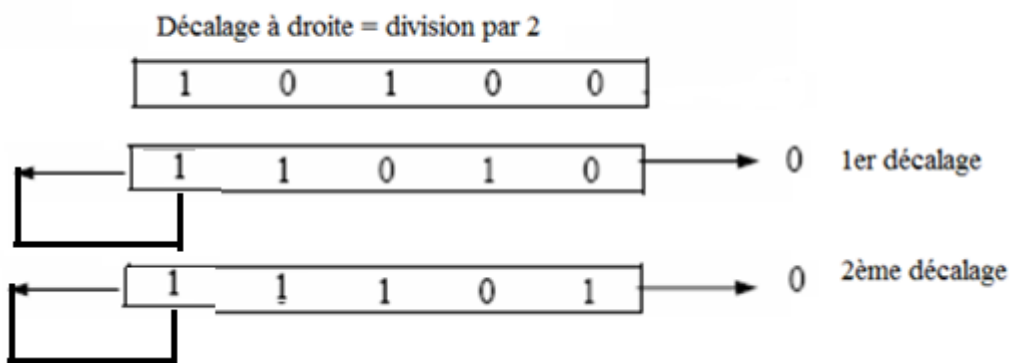 Décalage à droite = division par 2
1 0 1 0 0
1 1 0 1 0 0 1er décalage
1 1 1 0 1 0 2ème décalage